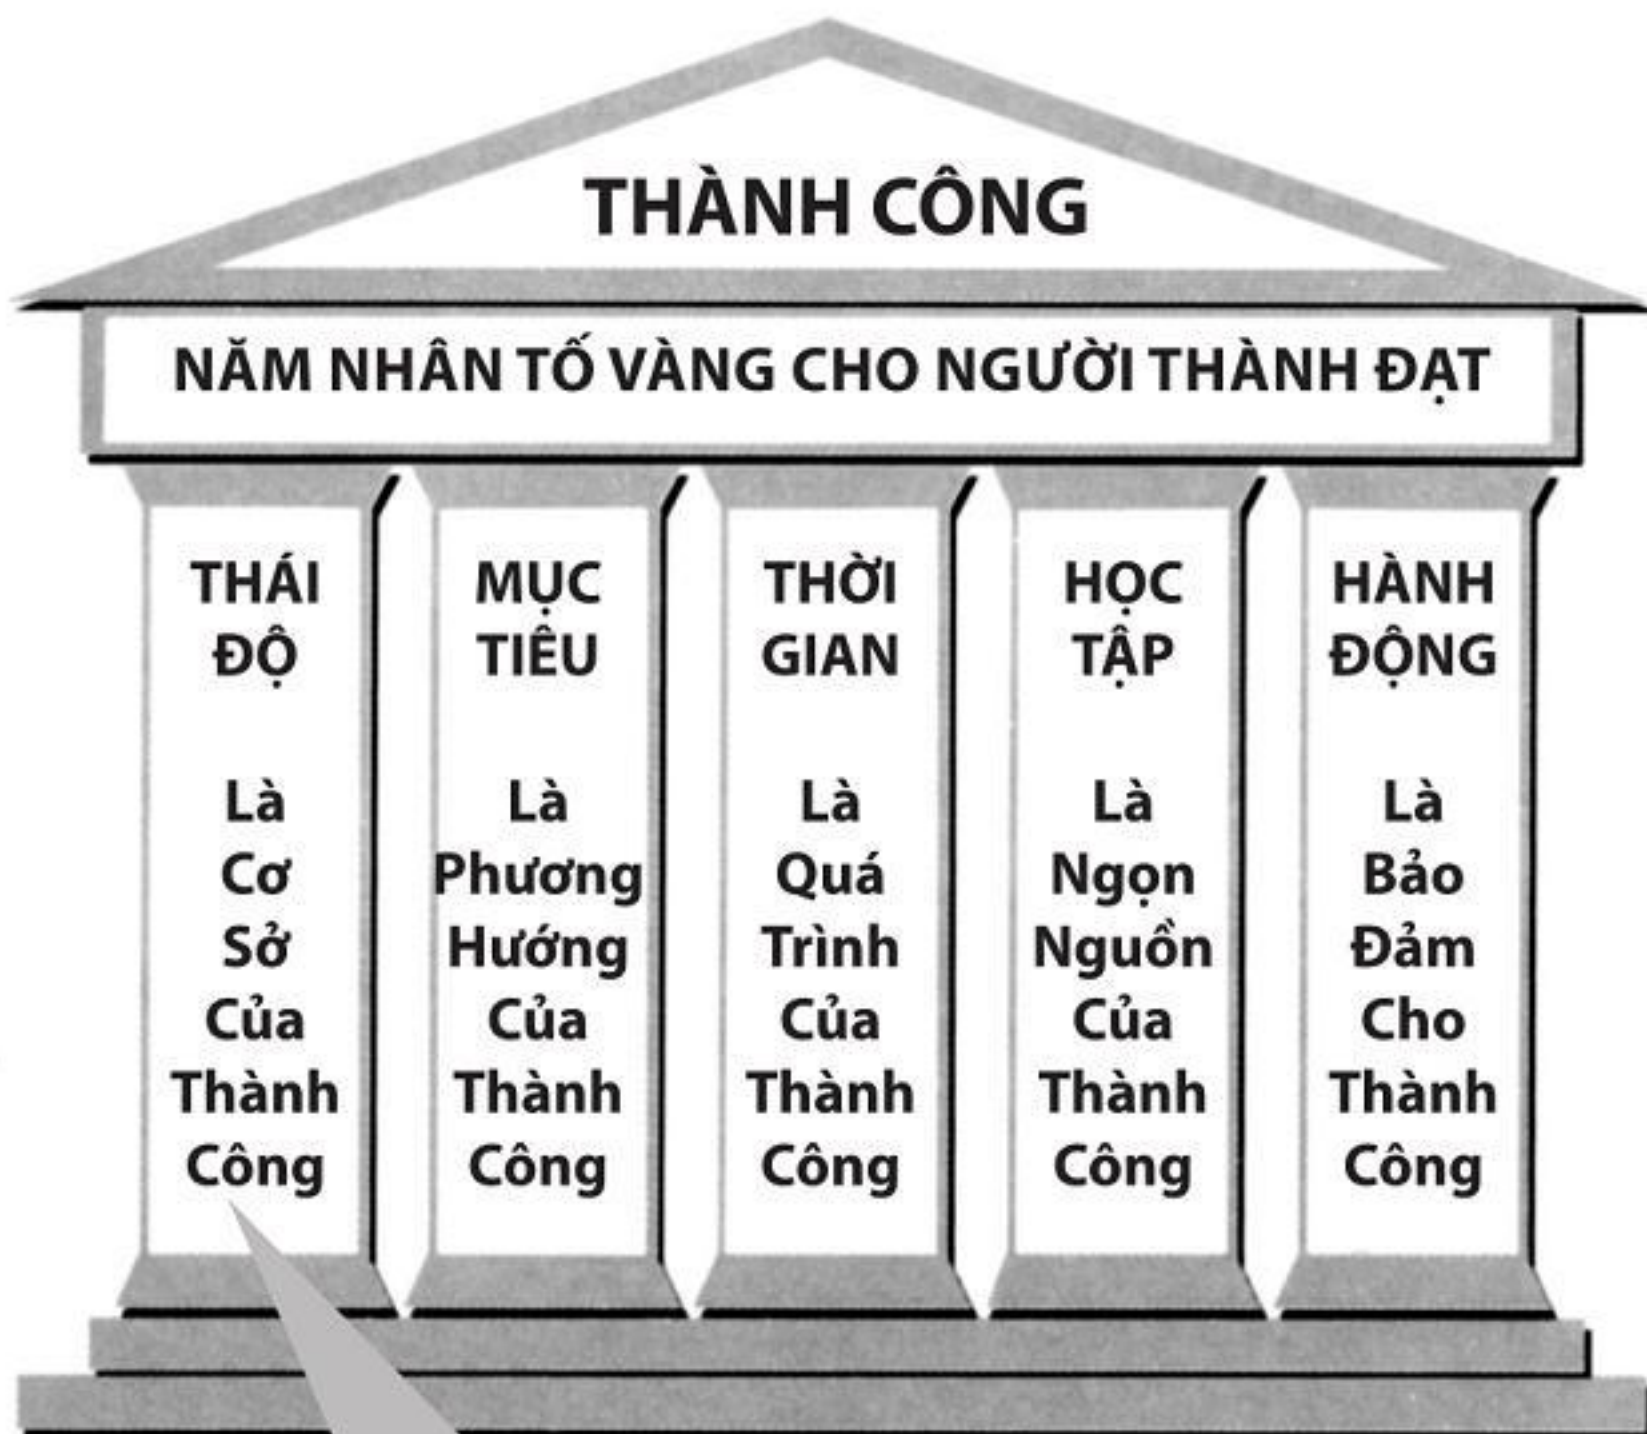 THÀNH CÔNG
NĂM NHÂN TỐ VÀNG CHO NGƯỜI THÀNH ĐẠT
THÁI
ĐỘ
Là
Cơ
Sở
Của
Thành
Công
MỤC
TIÊU
Là
Phương
Hướng
Của
Thành
Công
THỜI
GIAN
Là
Quá
Trình
Của
Thành
Công
HỌC
TẬP
Là
Ngọn
Nguồn
Của
Thành
Công
HÀNH
ĐỘNG
Là
Bảo
Đảm
Cho
Thành
Công